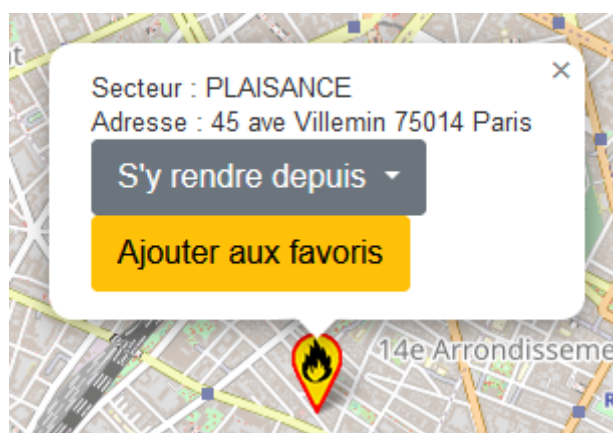 t
×
Secteur : PLAISANCE
Adresse : 45 ave Villemin 75014 Paris
S'y rendre depuis
Ajouter aux favoris
14e Arrondisseme
R